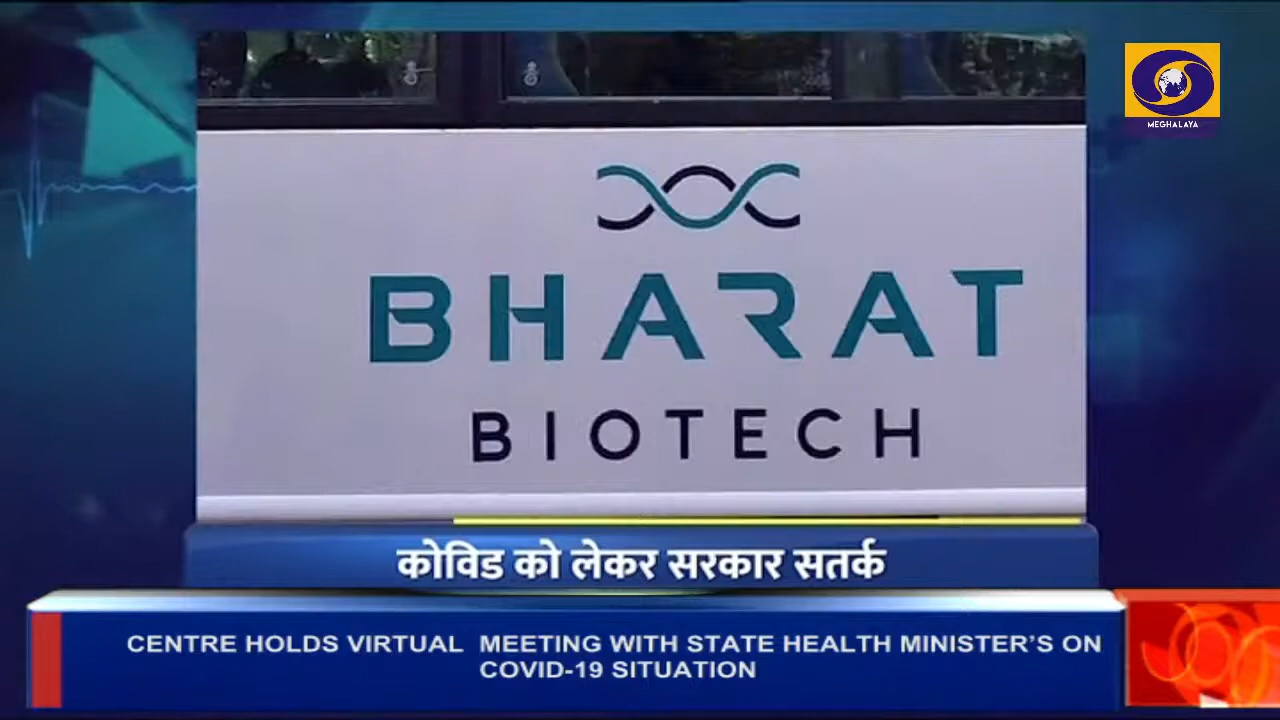 MEGHALAYA
BHARAT
BIOTECH
कोविड को लेकर सरकार सतर्क
CENTRE HOLDS VIRTUAL MEETING WITH STATE HEALTH MINISTER'S ON
COVID-19 SITUATION